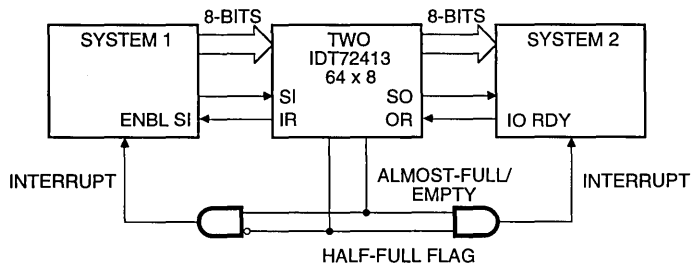 8-BITS
8-BITS
SYSTEM 1
TWO
IDT72413
64 x 8
SYSTEM 2
SI
SO
ENBL SI
IR
OR
IO RDY
INTERRUPT
ALMOST-FULL/
EMPTY
INTERRUPT
HALF-FULL FLAG